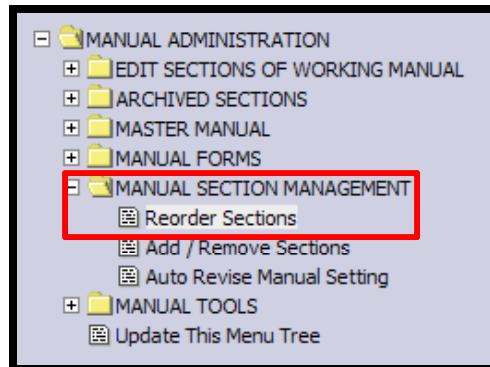 MANUAL ADMINISTRATION
EDIT SECTIONS OF WORKING MANUAL
ARCHIVED SECTIONS
MASTER MANUAL
MANUAL FORMS
MANUAL SECTION MANAGEMENT
Reorder Sections
Add / Remove Sections
Auto Revise Manual Setting
MANUAL TOOLS
Update This Menu Tree